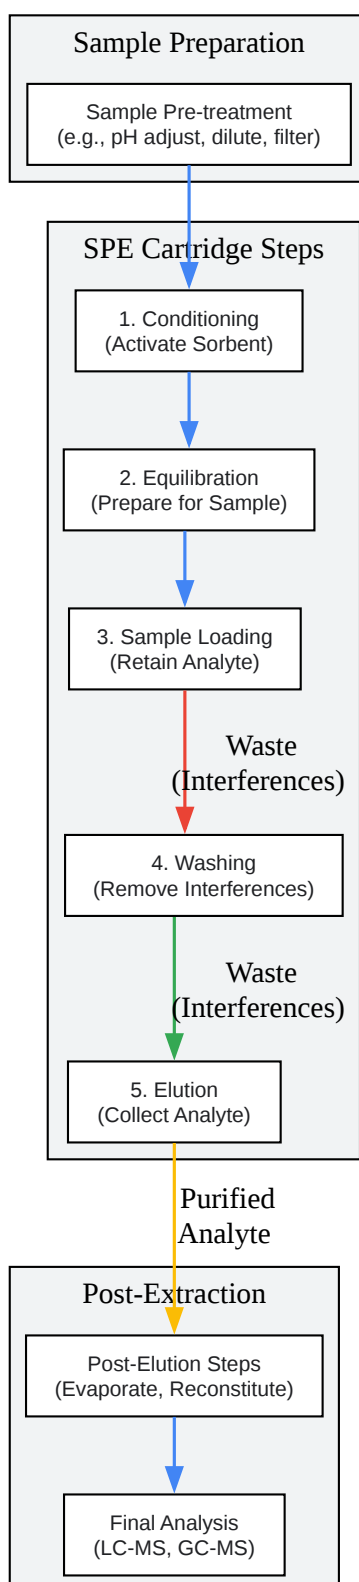 Sample Preparation
Sample Pre-treatment
(e.g., pH adjust, dilute, filter)
SPE Cartridge Steps
1. Conditioning
(Activate Sorbent)
2. Equilibration
(Prepare for Sample)
3. Sample Loading
(Retain Analyte)
Waste
(Interferences)
4. Washing
(Remove Interferences)
Waste
(Interferences)
5. Elution
(Collect Analyte)
Purified
Analyte
Post-Extraction
Post-Elution Steps
(Evaporate, Reconstitute)
Final Analysis
(LC-MS, GC-MS)